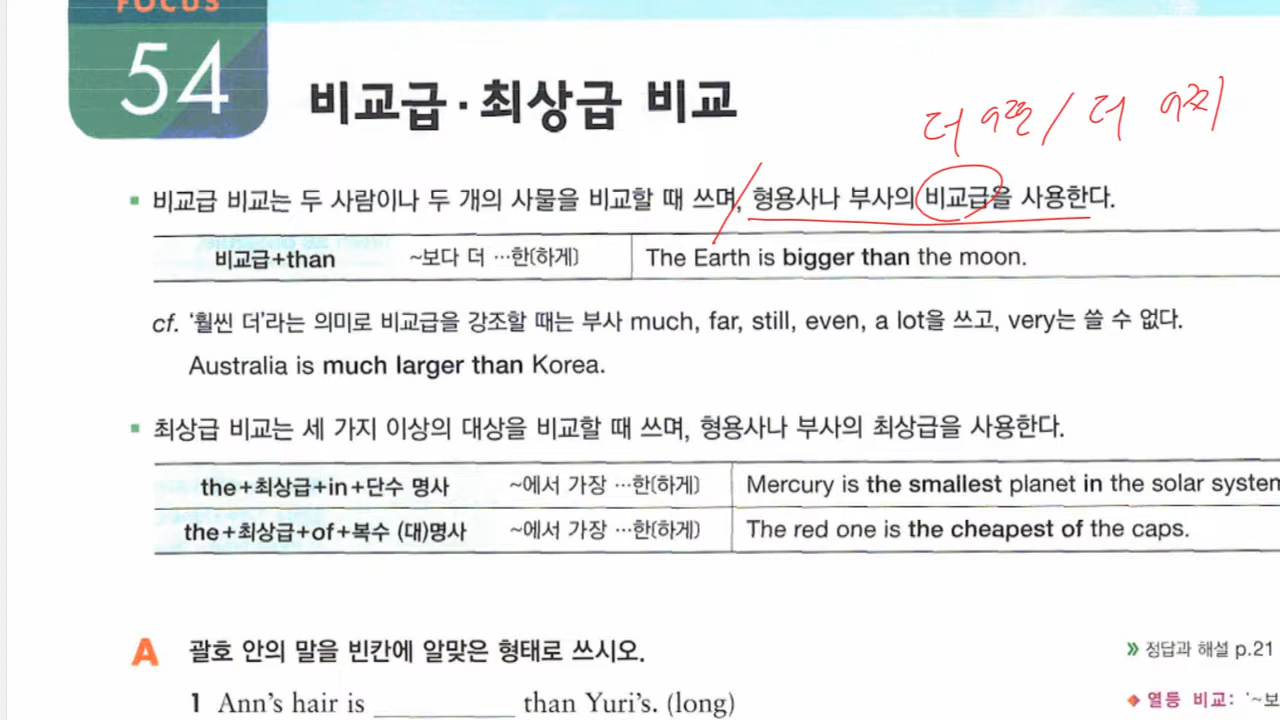 FOCUS
54
비교급·최상급 비교
더 / 더
비교급 비교는 두 사람이나 두 개의 사물을 비교할 때 쓰며, 형용사나 부사의 비교급을 사용한다.
비교급+than ~보다 더 …한(하게) The Earth is bigger than the moon.
cf. '훨씬 더'라는 의미로 비교급을 강조할 때는 부사 much, far, still, even, a lot을 쓰고, very는 쓸 수 없다.
Australia is much larger than Korea.
최상급 비교는 세 가지 이상의 대상을 비교할 때 쓰며, 형용사나 부사의 최상급을 사용한다.
the+최상급+in+단수 명사 ~에서 가장 …한(하게) Mercury is the smallest planet in the solar system
the+최상급+of+복수 (대)명사 ~에서 가장 …한(하게) The red one is the cheapest of the caps.
A 괄호 안의 말을 빈칸에 알맞은 형태로 쓰시오.
» 정답과 해설 p.21
1 Ann's hair is ________ than Yuri's. (long)
◆ 열등 비교: '~보